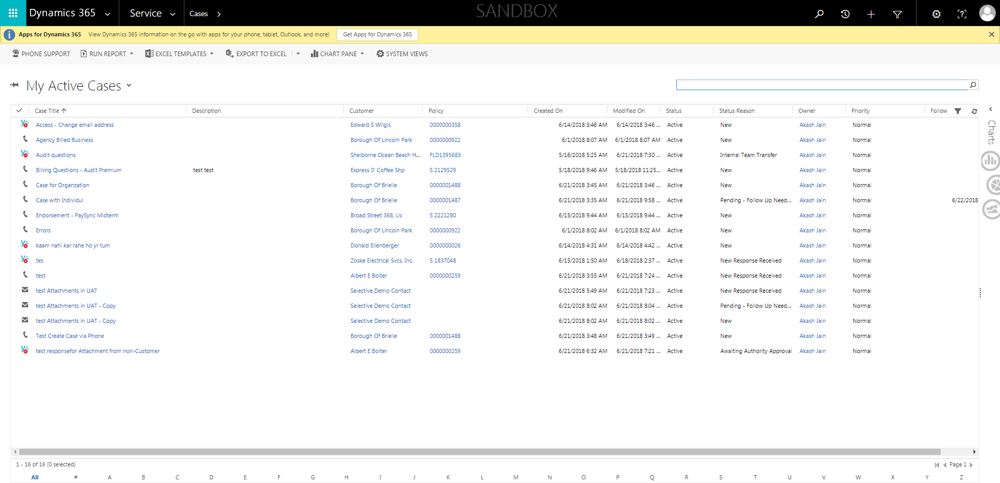 Dynamics 365 Service Cases SANDBOX
Apps for Dynamics 365 View Dynamics 365 information on the go with apps for your phone, tablet, Outlook, and more! Get Apps for Dynamics 365
PHONE SUPPORT RUN REPORT EXCEL TEMPLATES EXPORT TO EXCEL CHART PANE SYSTEM VIEWS
My Active Cases
Case Title Description Customer Policy Created On Modified On Status Status Reason Owner Priority Follow
Access - Change email address Edward S Wilgis 0000000358 6/14/2018 3:46 AM 6/14/2018 3:46 ... Active New Akash Jain Normal
Agency Billed Business Borough Of Lincoln Park 0000000922 6/1/2018 8:07 AM 6/1/2018 8:07 AM Active New Akash Jain Normal
Audit questions Shelborne Ocean Beach H... FLD1395683 5/16/2018 5:25 AM 6/21/2018 7:30 ... Active Internal Team Transfer Akash Jain Normal
Billing Questions - Audit Premium test test Express 0' Coffee Shp S 2129529 5/18/2018 9:46 AM 5/18/2018 11:25... Active New Akash Jain Normal
Case for Organzation Borough Of Brielle 0000001488 6/21/2018 3:45 AM 6/21/2018 3:46 ... Active New Akash Jain Normal
Case with Individul Borough Of Brielle 0000001487 6/21/2018 3:35 AM 6/21/2018 9:58 ... Active Pending - Follow Up Need... Akash Jain Normal 6/22/2018
Endorsement - PaySync Midterm Broad Street 368, Llc S 2221280 6/15/2018 9:44 AM 6/15/2018 9:44 ... Active New Akash Jain Normal
Errors Borough Of Lincoln Park 0000000922 6/1/2018 8:02 AM 6/1/2018 8:02 AM Active New Akash Jain Normal
kaam nahi kar rahe ho yr tum Donald Ellenberger 0000000026 6/14/2018 4:31 AM 6/14/2018 4:42 ... Active New Akash Jain Normal
tes Zoske Electrical Svcs. Inc. S 1837048 6/15/2018 1:50 AM 6/18/2018 2:37 ... Active New Response Received Akash Jain Normal
test Albert E Bolter 0000000259 6/21/2018 3:55 AM 6/21/2018 7:24 ... Active New Response Received Akash Jain Normal
test Attachments in UAT Selective Demo Contact 6/21/2018 5:49 AM 6/21/2018 7:23 ... Active New Response Received Akash Jain Normal
test Attachments in UAT - Copy Selective Demo Contact 6/21/2018 8:02 AM 6/21/2018 8:04 ... Active Pending - Follow Up Need... Akash Jain Normal
test Attachments in UAT - Copy Selective Demo Contact 6/21/2018 8:02 AM 6/21/2018 8:02 ... Active New Akash Jain Normal
Test Create Case via Phone Borough Of Brielle 0000001488 6/21/2018 3:48 AM 6/21/2018 3:49 ... Active New Akash Jain Normal
test responsefor Attachment from non-Customer Albert E Bolter 0000000259 6/21/2018 6:32 AM 6/21/2018 7:21 ... Active Awaiting Authority Approval Akash Jain Normal
Charts
1 - 16 of 16 (0 selected) Page 1
All # A B C D E F G H I J K L M N O P Q R S T U V W X Y Z